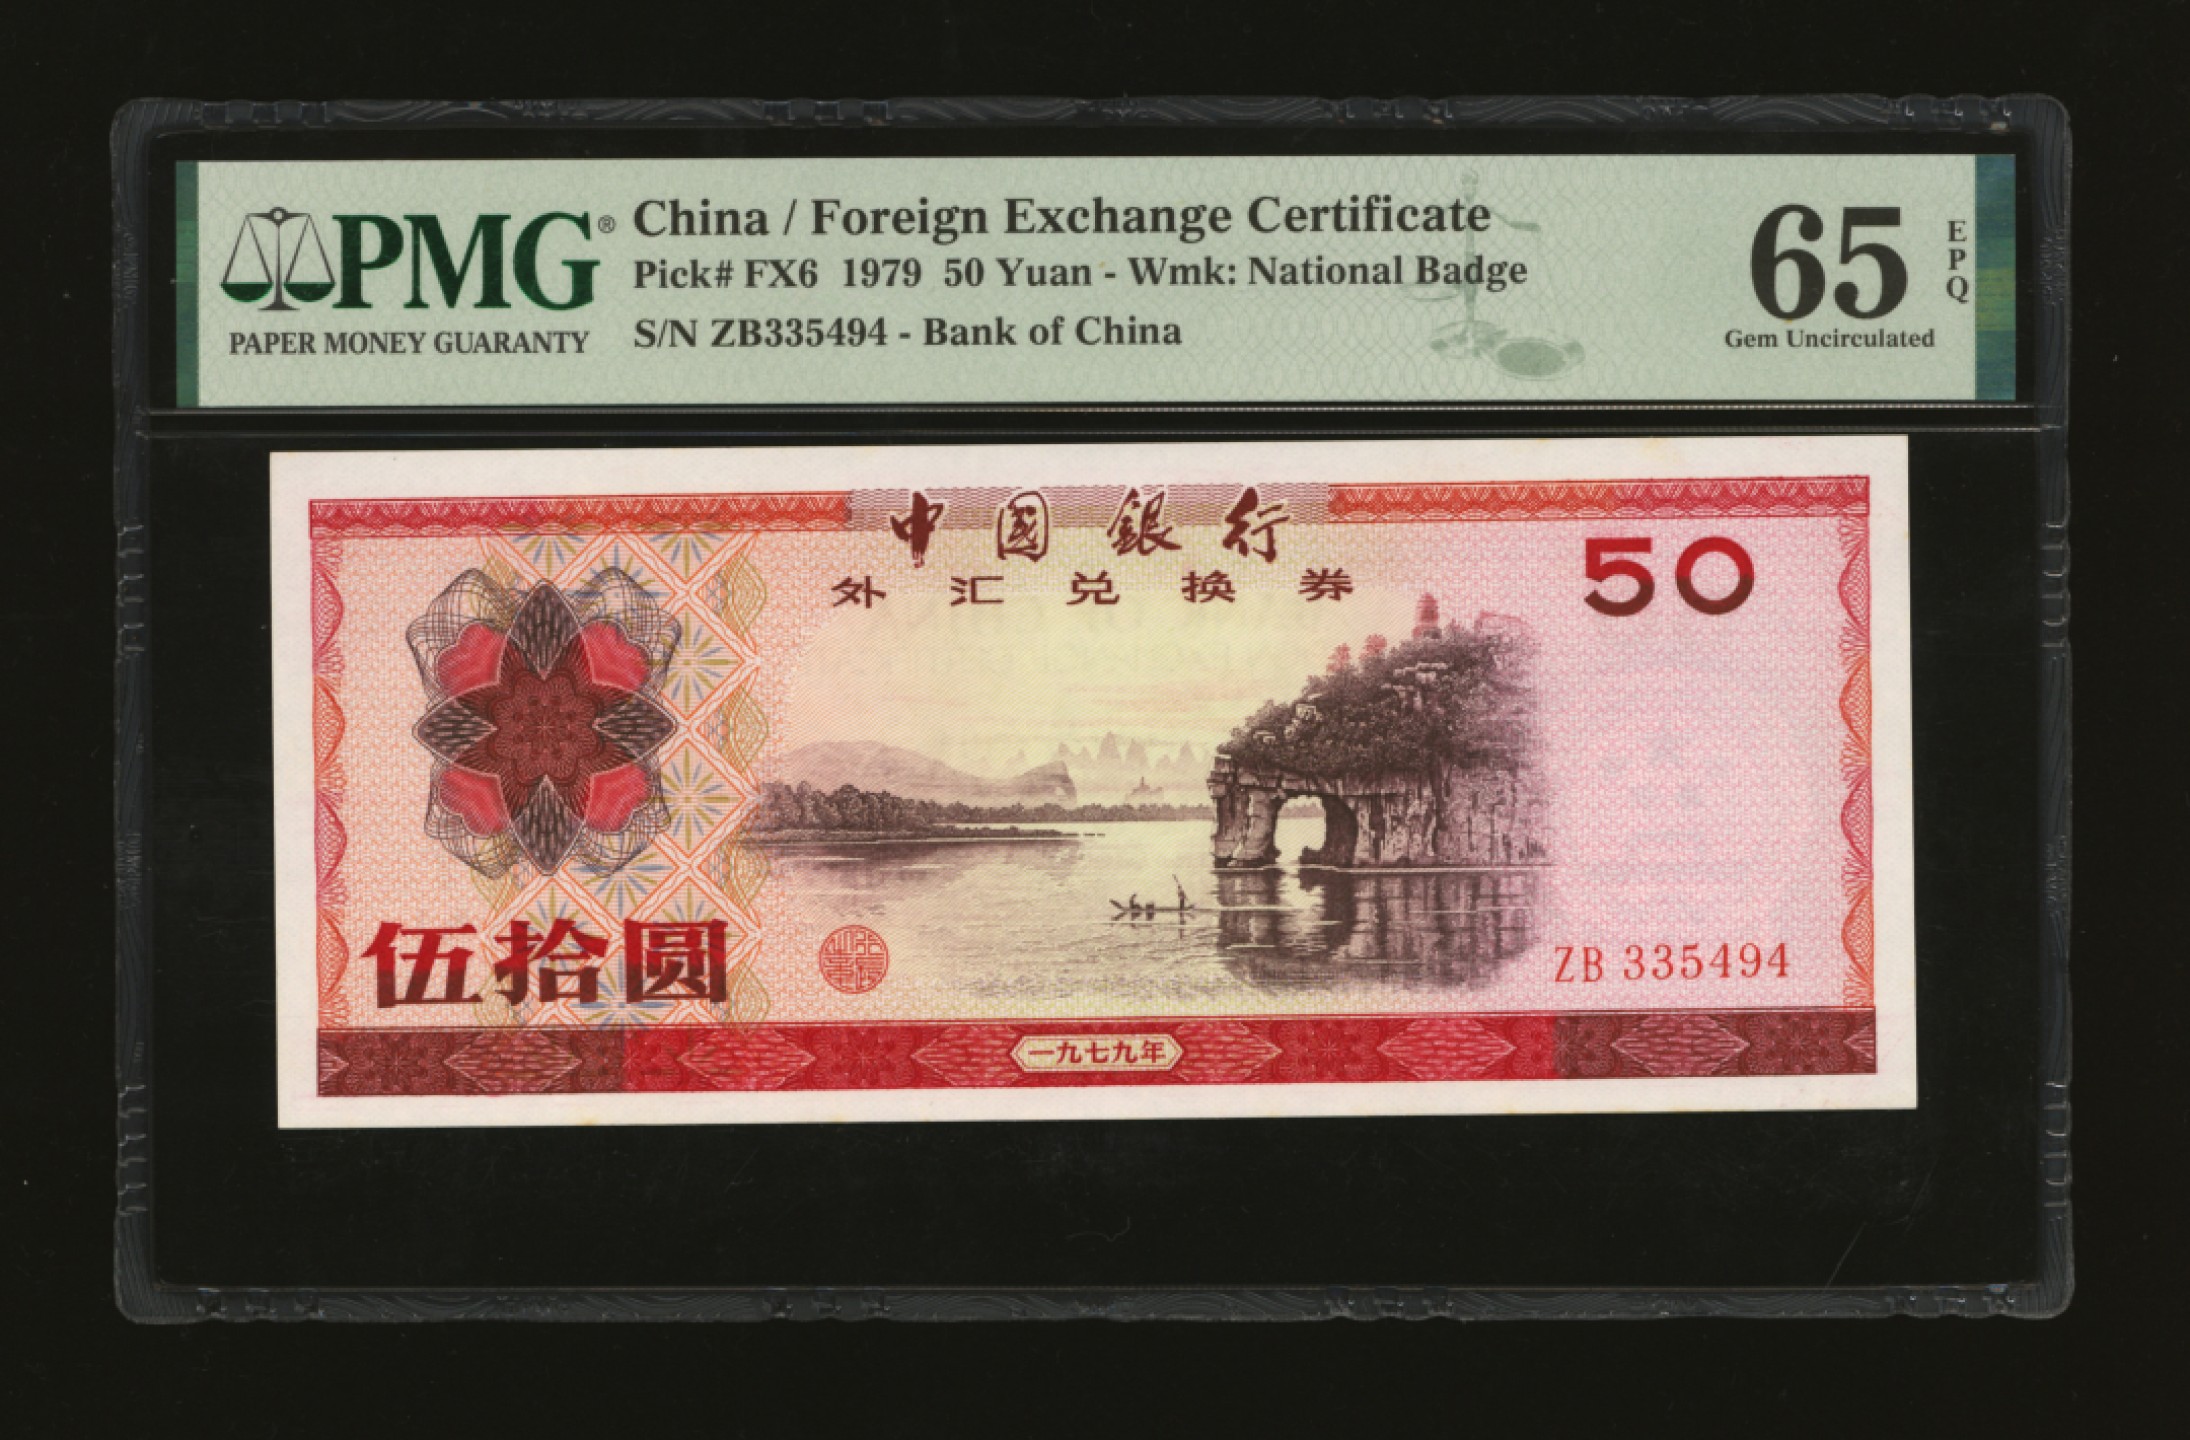 PMG®
PAPER MONEY GUARANTY
China / Foreign Exchange Certificate
Pick# FX6 1979 50 Yuan - Wmk: National Badge
S/N ZB335494 - Bank of China
65
EPQ
Gem Uncirculated
中國銀行
外汇兑换券
50
伍拾圆
ZB 335494
一九七九年